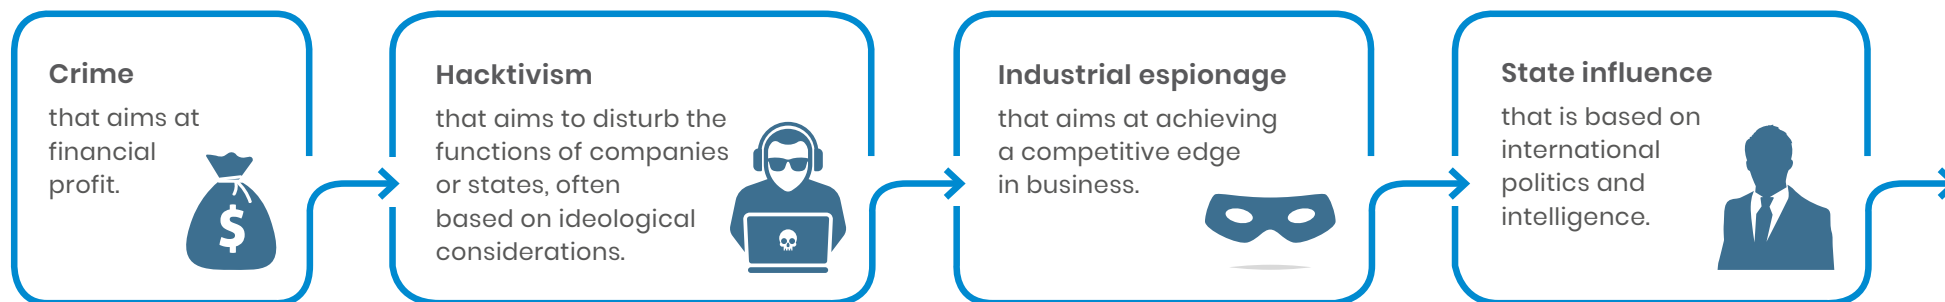 Crime
that aims at
financial
profit.
$
Hacktivism
that aims to disturb the
functions of companies
or states, often
based on ideological
considerations.
Industrial espionage
that aims at achieving
a competitive edge
in business.
State influence
that is based on
international
politics and
intelligence.